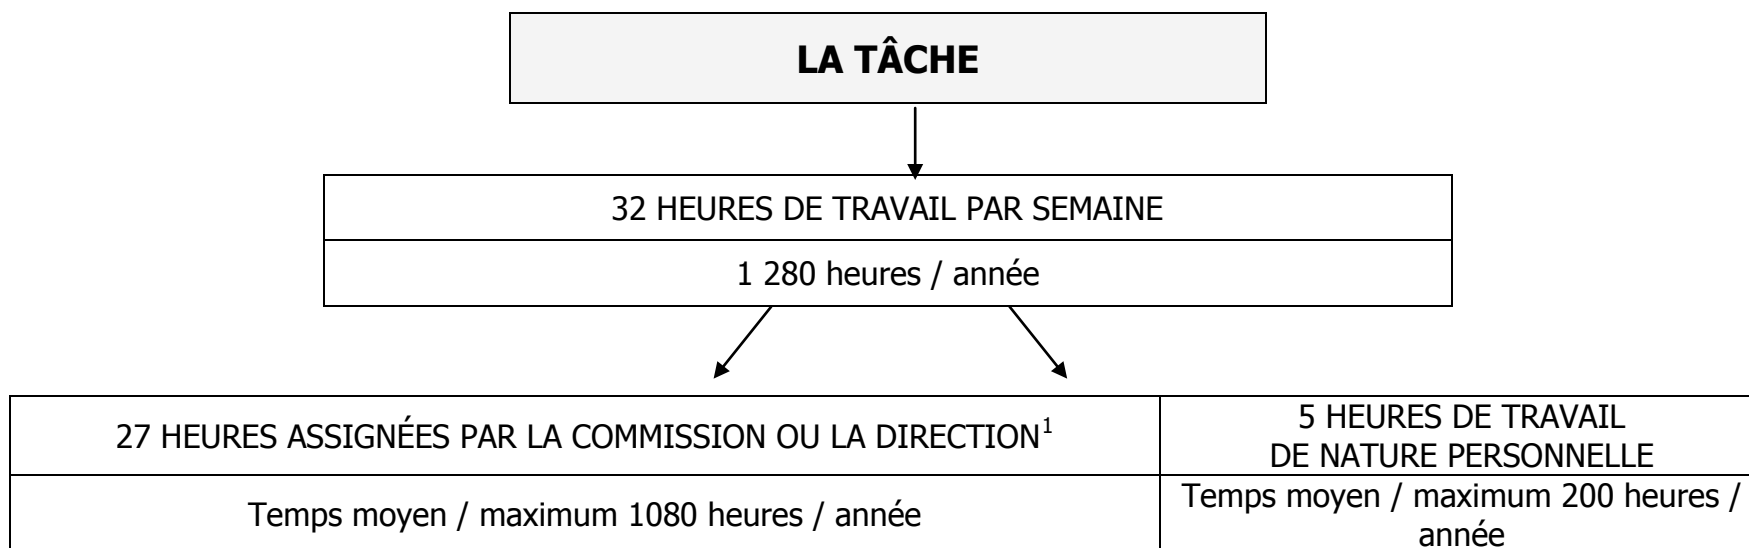 LA TÂCHE
32 HEURES DE TRAVAIL PAR SEMAINE
1 280 heures / année
27 HEURES ASSIGNÉES PAR LA COMMISSION OU LA DIRECTION¹
5 HEURES DE TRAVAIL
DE NATURE PERSONNELLE
Temps moyen / maximum 1080 heures / année
Temps moyen / maximum 200 heures /
année